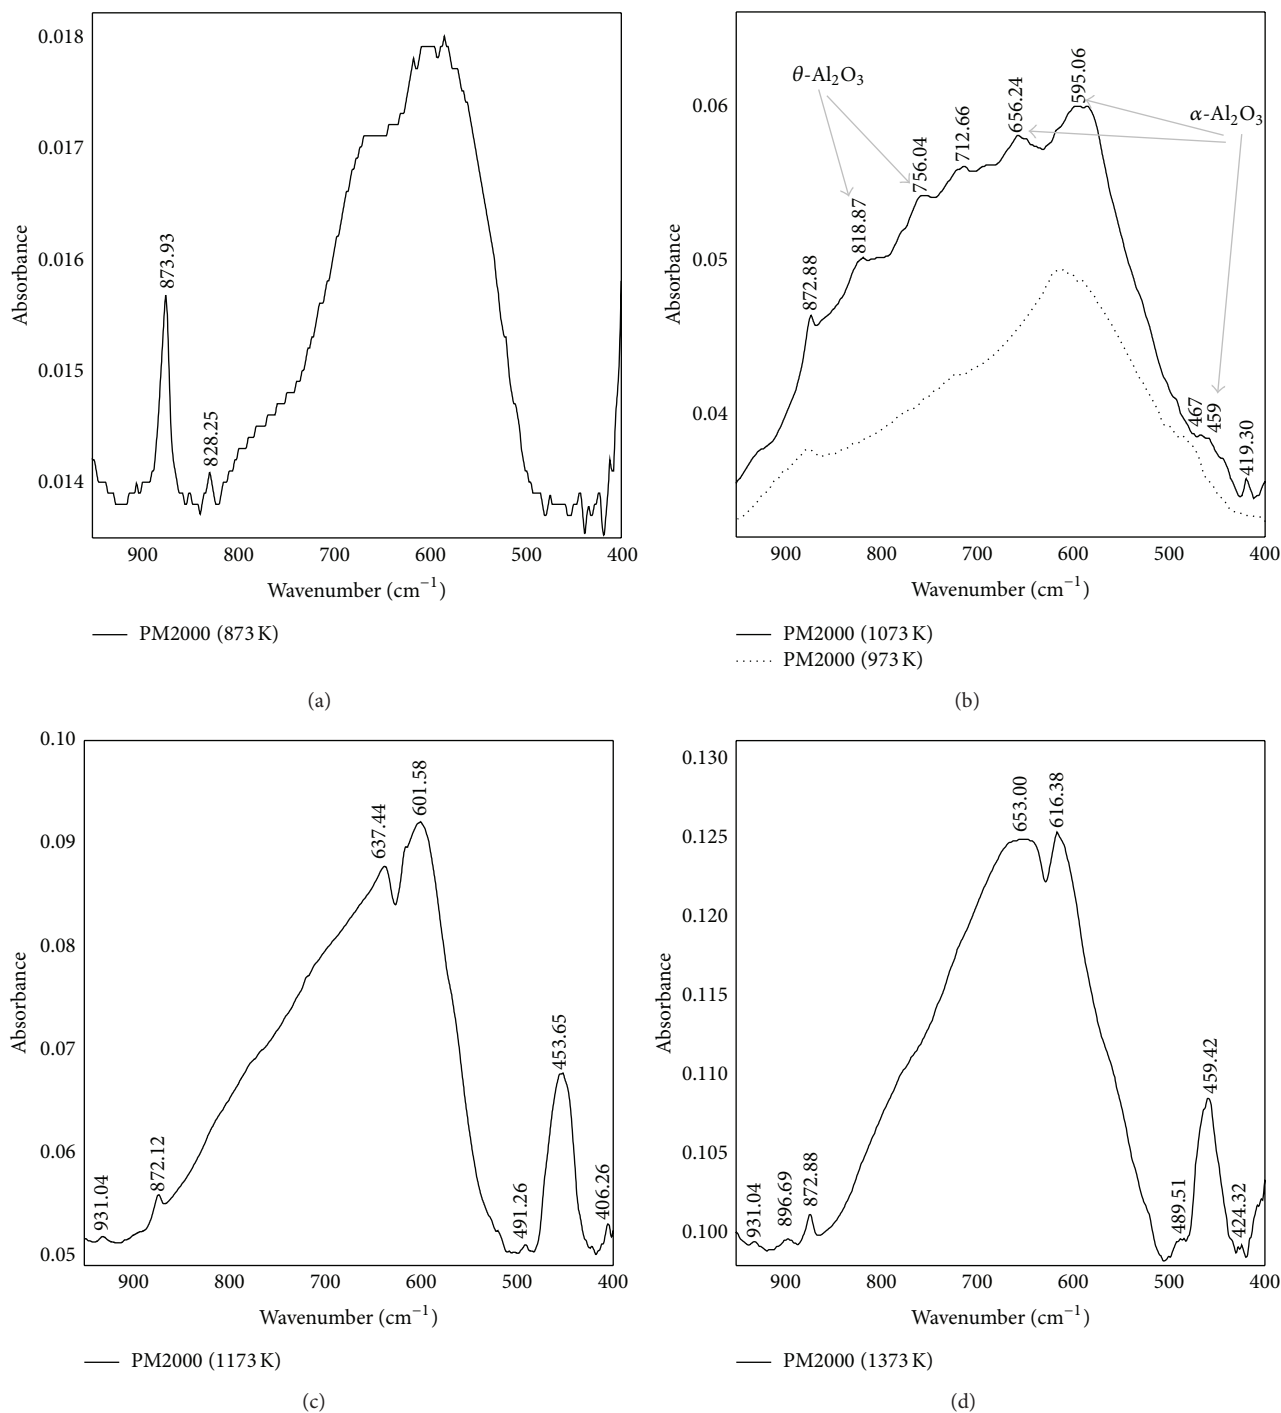 0.018
0.017
0.016
0.015
0.014
Absorbance
873.93
828.25
900 800 700 600 500 400
Wavenumber (cm⁻¹)
PM2000 (873 K)
(a)
0.06
0.05
0.04
Absorbance
θ-Al₂O₃
α-Al₂O₃
872.88
818.87
756.04
712.66
656.24
595.06
467
459
419.30
900 800 700 600 500 400
Wavenumber (cm⁻¹)
PM2000 (1073 K)
PM2000 (973 K)
(b)
0.10
0.09
0.08
0.07
0.06
0.05
Absorbance
931.04
872.12
637.44
601.58
491.26
453.65
406.26
900 800 700 600 500 400
Wavenumber (cm⁻¹)
PM2000 (1173 K)
(c)
0.130
0.125
0.120
0.115
0.110
0.105
0.100
Absorbance
931.04
896.69
872.88
653.00
616.38
489.51
459.42
424.32
900 800 700 600 500 400
Wavenumber (cm⁻¹)
PM2000 (1373 K)
(d)